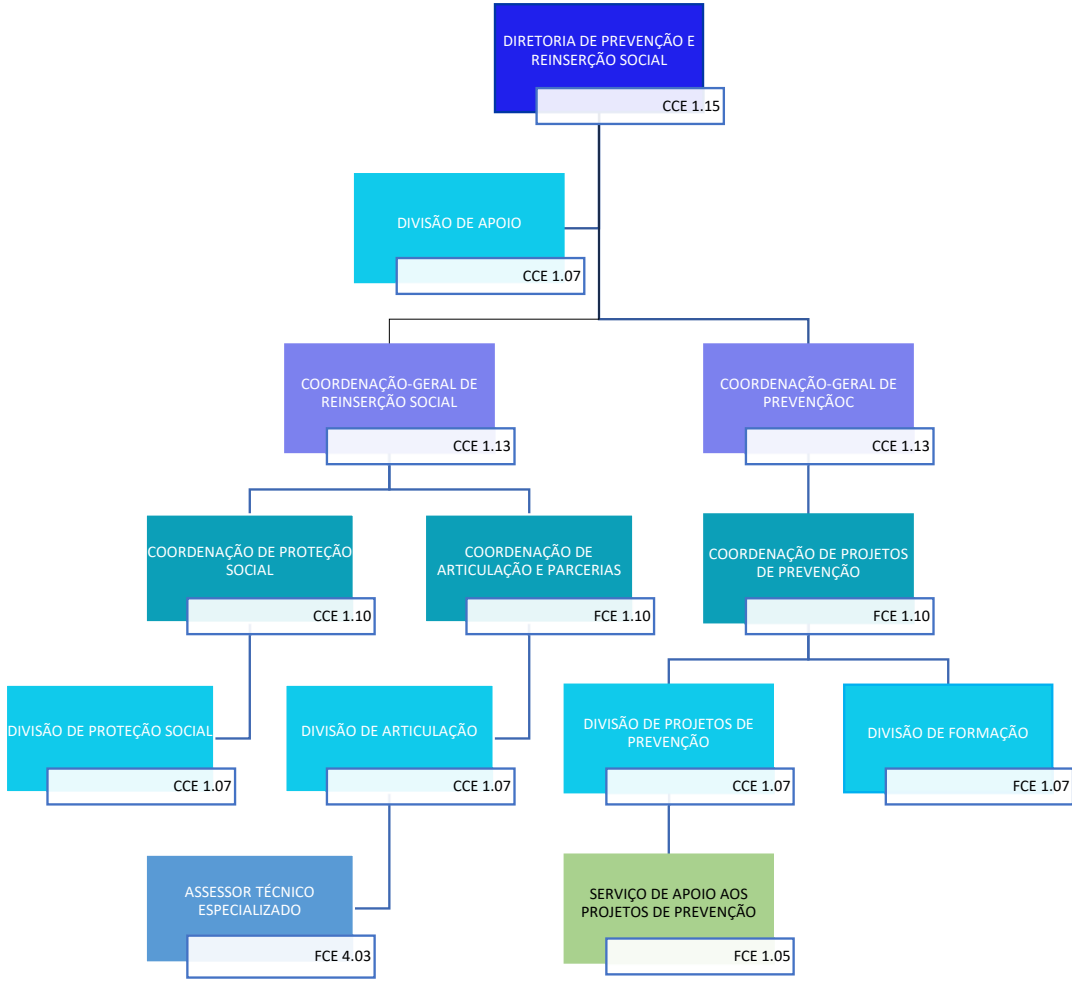 DIRETORIA DE PREVENÇÃO E
REINSERÇÃO SOCIAL
CCE 1.15
DIVISÃO DE APOIO
CCE 1.07
COORDENAÇÃO-GERAL DE
REINSERÇÃO SOCIAL
CCE 1.13
COORDENAÇÃO-GERAL DE
PREVENÇÃOC
CCE 1.13
COORDENAÇÃO DE PROTEÇÃO
SOCIAL
CCE 1.10
COORDENAÇÃO DE
ARTICULAÇÃO E PARCERIAS
FCE 1.10
COORDENAÇÃO DE PROJETOS
DE PREVENÇÃO
FCE 1.10
DIVISÃO DE PROTEÇÃO SOCIAL
CCE 1.07
DIVISÃO DE ARTICULAÇÃO
CCE 1.07
DIVISÃO DE PROJETOS DE
PREVENÇÃO
CCE 1.07
DIVISÃO DE FORMAÇÃO
FCE 1.07
ASSESSOR TÉCNICO
ESPECIALIZADO
FCE 4.03
SERVIÇO DE APOIO AOS
PROJETOS DE PREVENÇÃO
FCE 1.05